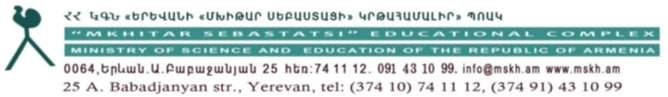 ՀՀ ԿԳՆ «ԵՐԵՎԱՆԻ «ՄԽԻԹԱՐ ՍԵԲԱՍՏԱՑԻ» ԿՐԹԱՀԱՄԱԼԻՐ» ՊՈԱԿ
"MKHITAR SEBASTATSI" EDUCATIONAL COMPLEX
MINISTRY OF SCIENCE AND EDUCATION OF THE REPUBLIC OF ARMENIA
0064,Երևան.Ա.Բաբաջանյան 25 հեռ:74 11 12. 091 43 10 99. info@mskh.am www.mskh.am
25 A. Babadjanyan str., Yerevan, tel: (374 10) 74 11 12, (374 91) 43 10 99